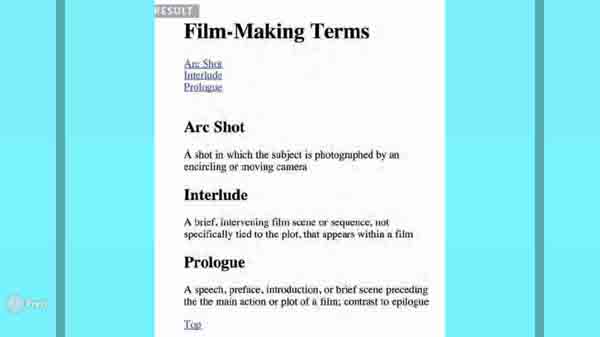 RESULT
Film-Making Terms
Arc Shot
Interlude
Prologue
Arc Shot
A shot in which the subject is photographed by an
encircling or moving camera
Interlude
A brief, intervening film scene or sequence, not
specifically tied to the plot, that appears within a film
Prologue
A speech, preface, introduction, or brief scene preceding
the the main action or plot of a film; contrast to epilogue
Top